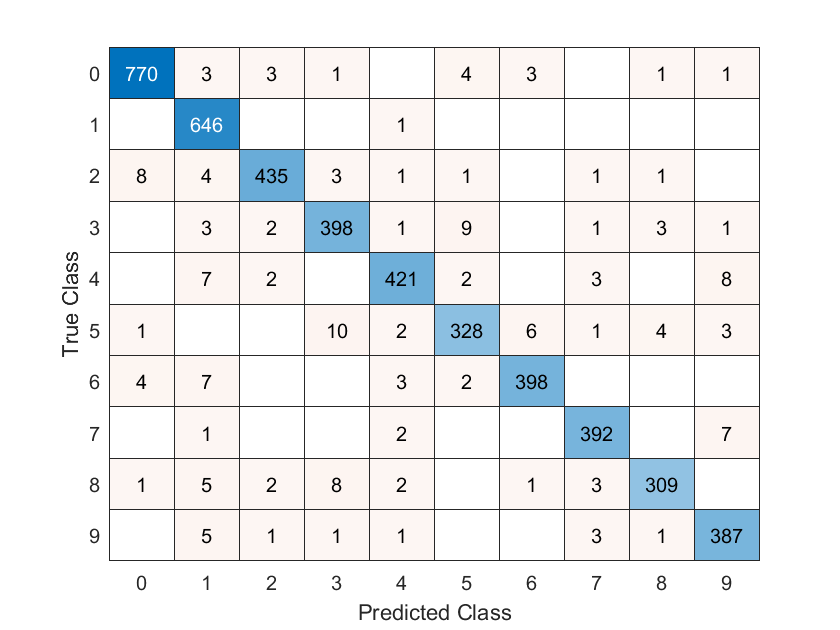 0 770 3 3 1 4 3 1 1
1 646 1
2 8 4 435 3 1 1 1 1
3 3 2 398 1 9 1 3 1
4 7 2 421 2 3 8
5 1 10 2 328 6 1 4 3
6 4 7 3 2 398
7 1 2 392 7
8 1 5 2 8 2 1 3 309
9 5 1 1 1 3 1 387
0 1 2 3 4 5 6 7 8 9
Predicted Class
True Class